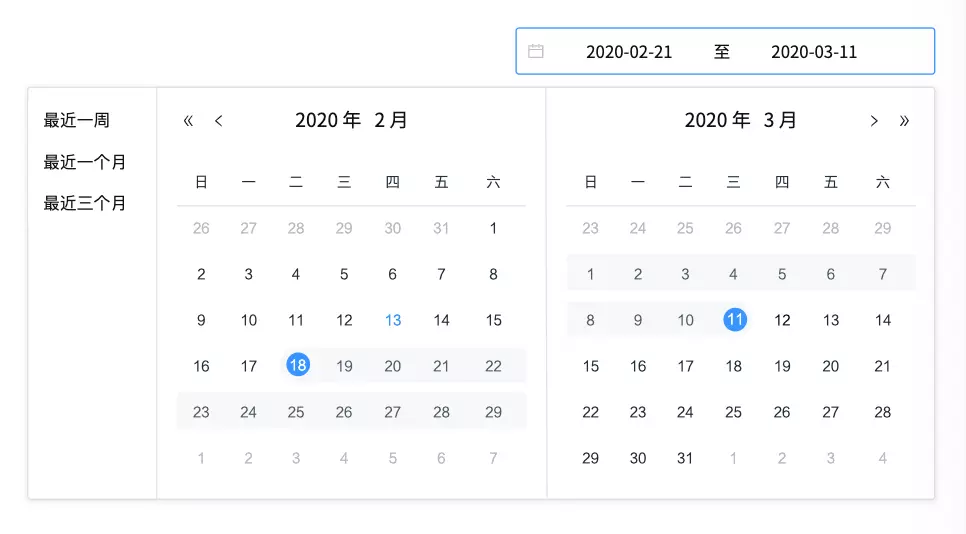 2020-02-21 至 2020-03-11
最近一周
最近一个月
最近三个月
« < 2020 年 2 月
日 一 二 三 四 五 六
26 27 28 29 30 31 1
2 3 4 5 6 7 8
9 10 11 12 13 14 15
16 17 18 19 20 21 22
23 24 25 26 27 28 29
1 2 3 4 5 6 7
2020 年 3 月 > »
日 一 二 三 四 五 六
23 24 25 26 27 28 29
1 2 3 4 5 6 7
8 9 10 11 12 13 14
15 16 17 18 19 20 21
22 23 24 25 26 27 28
29 30 31 1 2 3 4